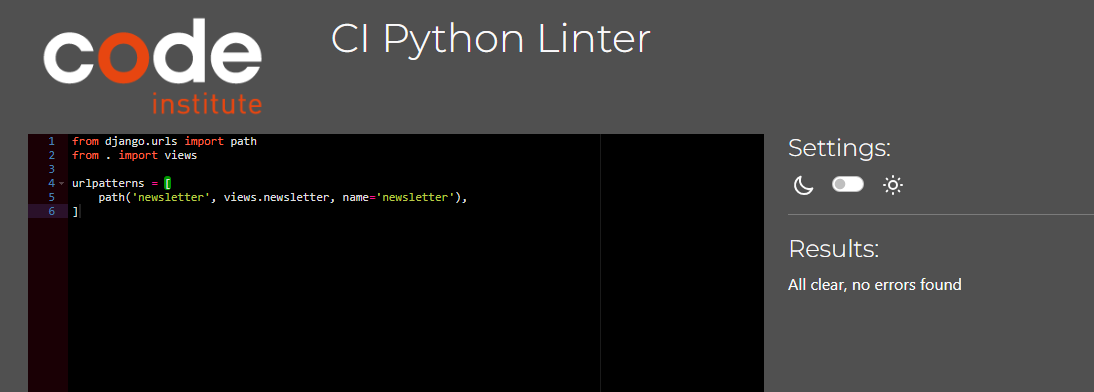 code
institute
CI Python Linter
1 from django.urls import path
2 from . import views
3
4 urlpatterns = [
5     path('newsletter', views.newsletter, name='newsletter'),
6 ]
Settings:
Results:
All clear, no errors found